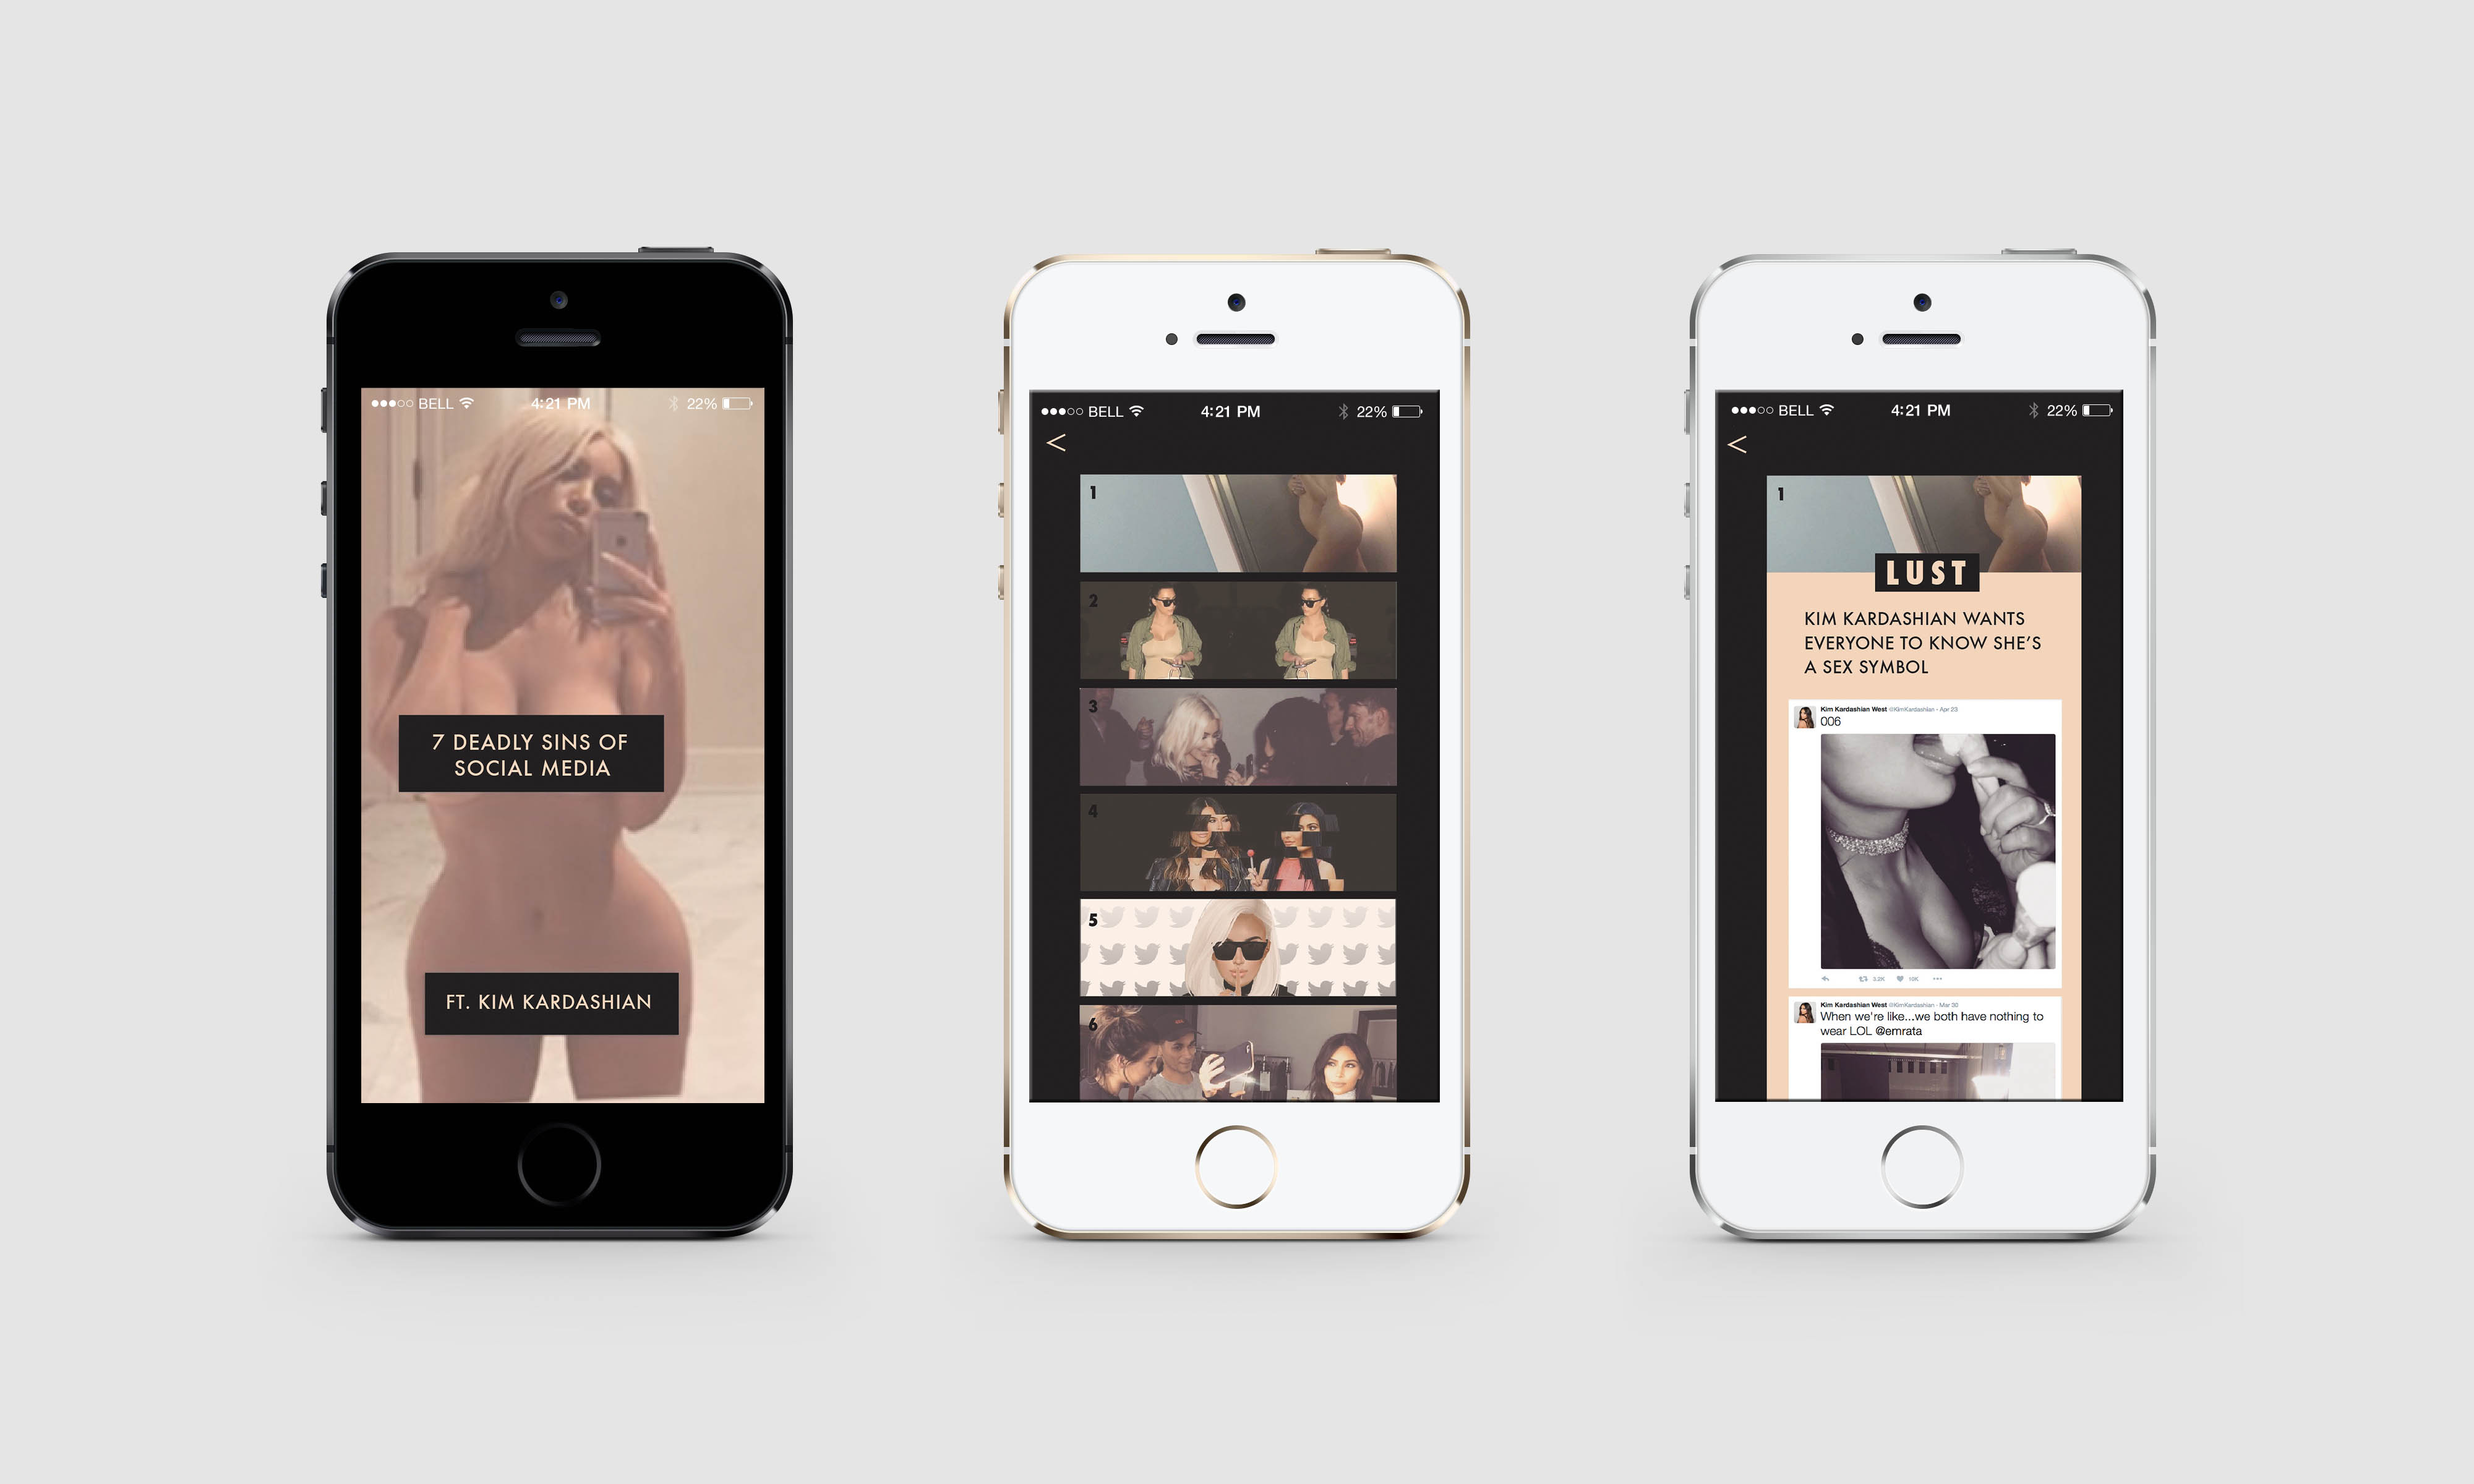 BELL 4:21 PM 22%
7 DEADLY SINS OF
SOCIAL MEDIA
FT. KIM KARDASHIAN
BELL 4:21 PM 22%
<
1
2
3
4
5
6
BELL 4:21 PM 22%
<
1
LUST
KIM KARDASHIAN WANTS
EVERYONE TO KNOW SHE'S
A SEX SYMBOL
Kim Kardashian West @KimKardashian · Apr 23
006
3.2K 10K
Kim Kardashian West @KimKardashian · Mar 30
When we're like...we both have nothing to
wear LOL @emrata